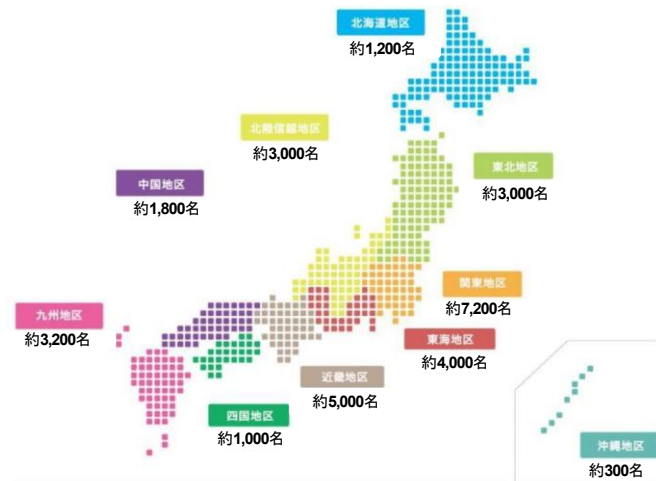 北海道地区
約1,200名
北陸信越地区
約3,000名
東北地区
約3,000名
中国地区
約1,800名
関東地区
約7,200名
九州地区
約3,200名
東海地区
約4,000名
近畿地区
約5,000名
四国地区
約1,000名
沖縄地区
約300名